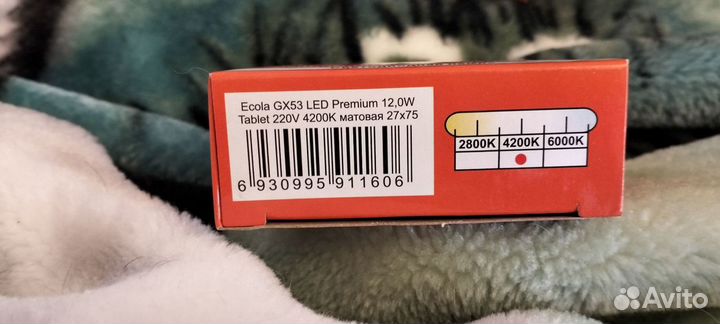 Ecola GX53 LED Premium 12,0W
Tablet 220V 4200K матовая 27x75
6 930995 911606
2800K 4200K 6000K
Avito